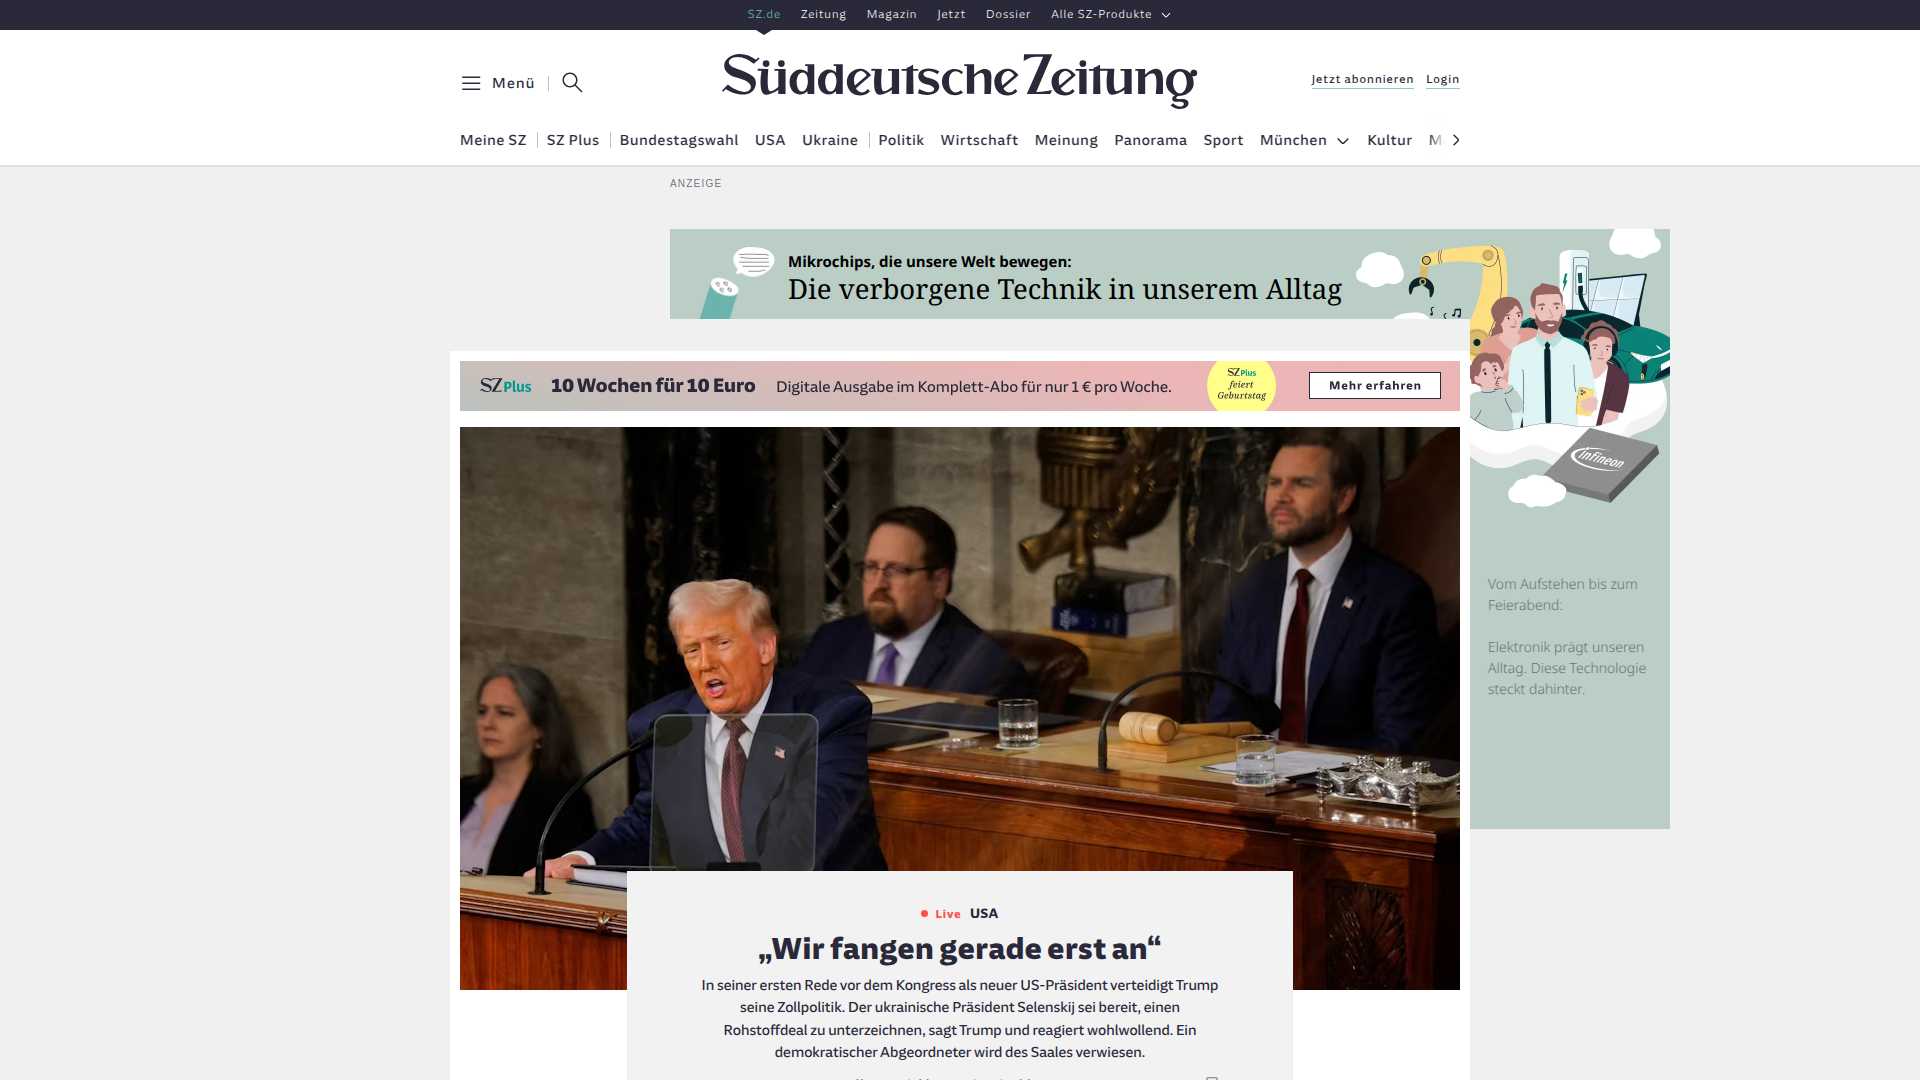 SZ.de Zeitung Magazin Jetzt Dossier Alle SZ-Produkte
Menü
Süddeutsche Zeitung
Jetzt abonnieren Login
Meine SZ SZ Plus Bundestagswahl USA Ukraine Politik Wirtschaft Meinung Panorama Sport München Kultur M
ANZEIGE
Mikrochips, die unsere Welt bewegen:
Die verborgene Technik in unserem Alltag
infineon
Vom Aufstehen bis zum
Feierabend:
Elektronik prägt unseren
Alltag. Diese Technologie
steckt dahinter.
SZ Plus 10 Wochen für 10 Euro Digitale Ausgabe im Komplett-Abo für nur 1 € pro Woche.
SZ Plus
feiert
Geburtstag
Mehr erfahren
Live USA
„Wir fangen gerade erst an“
In seiner ersten Rede vor dem Kongress als neuer US-Präsident verteidigt Trump
seine Zollpolitik. Der ukrainische Präsident Selenskij sei bereit, einen
Rohstoffdeal zu unterzeichnen, sagt Trump und reagiert wohlwollend. Ein
demokratischer Abgeordneter wird des Saales verwiesen.